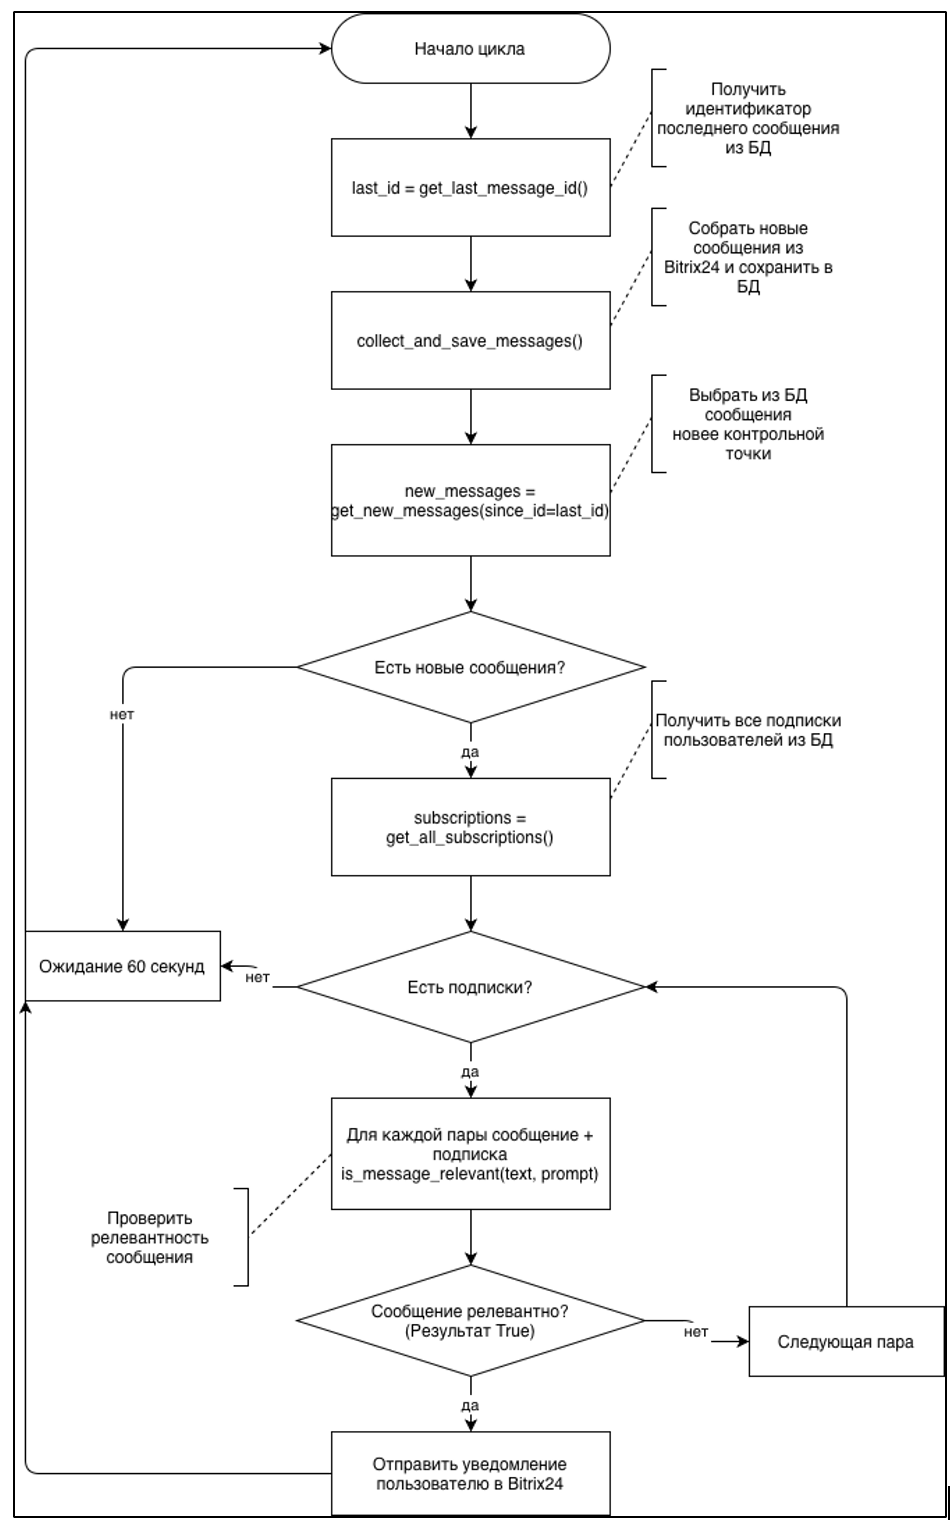 Начало цикла
Получить
идентификатор
последнего сообщения
из БД
last_id = get_last_message_id()
Собрать новые
сообщения из
Bitrix24 и сохранить в
БД
collect_and_save_messages()
Выбрать из БД
сообщения
новее контрольной
точки
new_messages =
get_new_messages(since_id=last_id)
Есть новые сообщения?
нет
да
Получить все подписки
пользователей из БД
subscriptions =
get_all_subscriptions()
Ожидание 60 секунд
нет
Есть подписки?
да
Для каждой пары сообщение +
подписка
is_message_relevant(text, prompt)
Проверить
релевантность
сообщения
Сообщение релевантно?
(Результат True)
нет
Следующая пара
да
Отправить уведомление
пользователю в Bitrix24